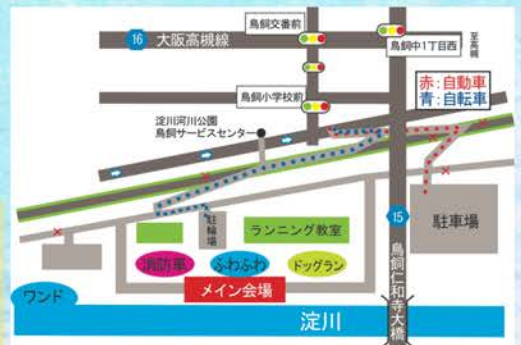 鳥飼交番前
16
大阪高槻線
鳥飼中1丁目西
至高槻
赤:自動車
青:自転車
鳥飼小学校前
淀川河川公園
鳥飼サービスセンター
15
鳥飼仁和寺大橋
駐車場
駐輪場
ランニング教室
消防車
ふわふわ
ドッグラン
メイン会場
ワンド
淀川